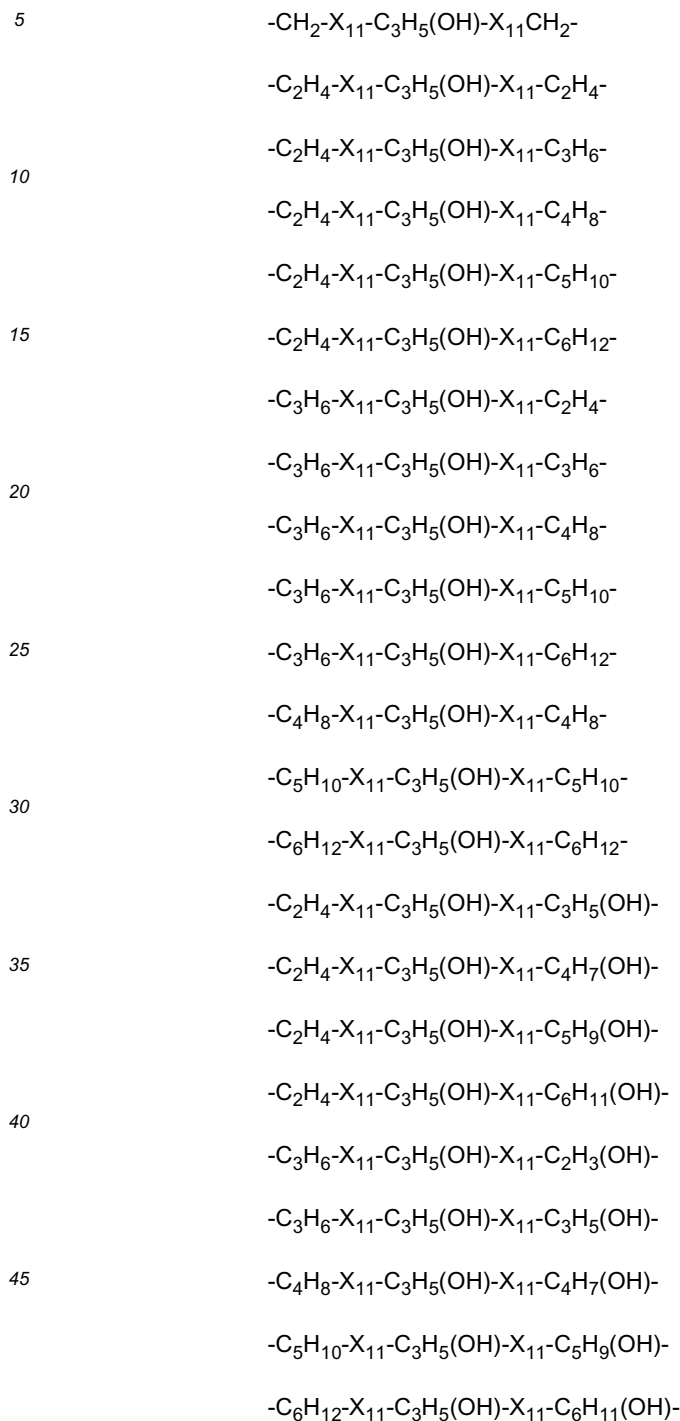 5 -CH₂-X₁₁-C₃H₅(OH)-X₁₁CH₂-
-C₂H₄-X₁₁-C₃H₅(OH)-X₁₁-C₂H₄-
-C₂H₄-X₁₁-C₃H₅(OH)-X₁₁-C₃H₆-
10
-C₂H₄-X₁₁-C₃H₅(OH)-X₁₁-C₄H₈-
-C₂H₄-X₁₁-C₃H₅(OH)-X₁₁-C₅H₁₀-
15 -C₂H₄-X₁₁-C₃H₅(OH)-X₁₁-C₆H₁₂-
-C₃H₆-X₁₁-C₃H₅(OH)-X₁₁-C₂H₄-
-C₃H₆-X₁₁-C₃H₅(OH)-X₁₁-C₃H₆-
20
-C₃H₆-X₁₁-C₃H₅(OH)-X₁₁-C₄H₈-
-C₃H₆-X₁₁-C₃H₅(OH)-X₁₁-C₅H₁₀-
25 -C₃H₆-X₁₁-C₃H₅(OH)-X₁₁-C₆H₁₂-
-C₄H₈-X₁₁-C₃H₅(OH)-X₁₁-C₄H₈-
-C₅H₁₀-X₁₁-C₃H₅(OH)-X₁₁-C₅H₁₀-
30
-C₆H₁₂-X₁₁-C₃H₅(OH)-X₁₁-C₆H₁₂-
-C₂H₄-X₁₁-C₃H₅(OH)-X₁₁-C₃H₅(OH)-
35 -C₂H₄-X₁₁-C₃H₅(OH)-X₁₁-C₄H₇(OH)-
-C₂H₄-X₁₁-C₃H₅(OH)-X₁₁-C₅H₉(OH)-
-C₂H₄-X₁₁-C₃H₅(OH)-X₁₁-C₆H₁₁(OH)-
40
-C₃H₆-X₁₁-C₃H₅(OH)-X₁₁-C₂H₃(OH)-
-C₃H₆-X₁₁-C₃H₅(OH)-X₁₁-C₃H₅(OH)-
45 -C₄H₈-X₁₁-C₃H₅(OH)-X₁₁-C₄H₇(OH)-
-C₅H₁₀-X₁₁-C₃H₅(OH)-X₁₁-C₅H₉(OH)-
-C₆H₁₂-X₁₁-C₃H₅(OH)-X₁₁-C₆H₁₁(OH)-